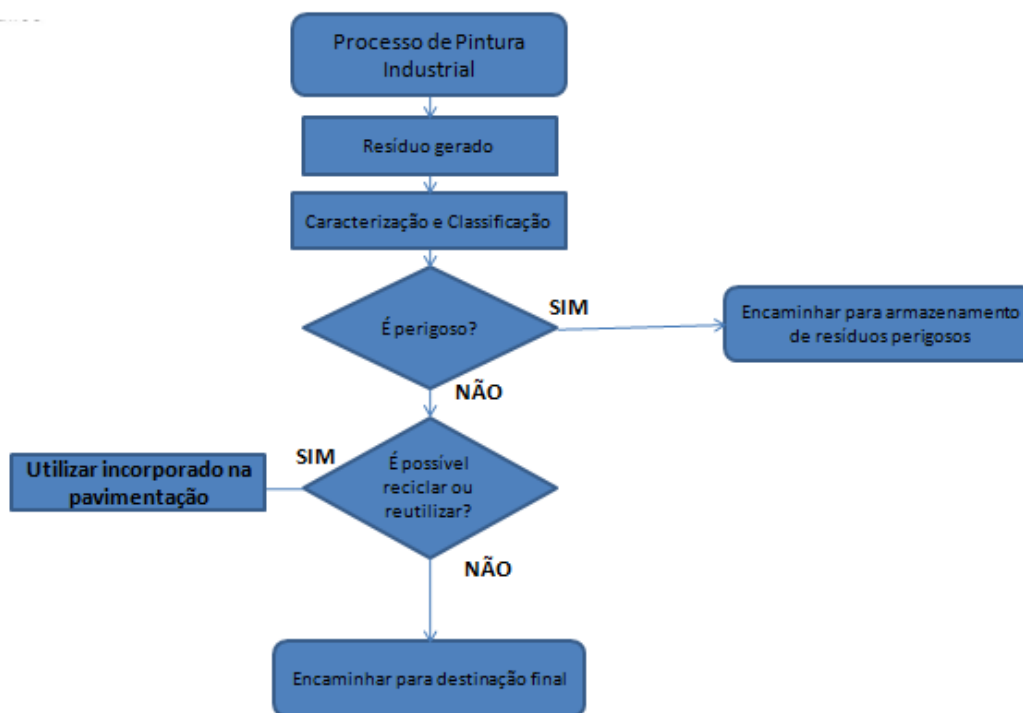 Processo de Pintura
Industrial
Resíduo gerado
Caracterização e Classificação
É perigoso?
SIM
Encaminhar para armazenamento
de resíduos perigosos
NÃO
É possível
reciclar ou
reutilizar?
SIM
Utilizar incorporado na
pavimentação
NÃO
Encaminhar para destinação final